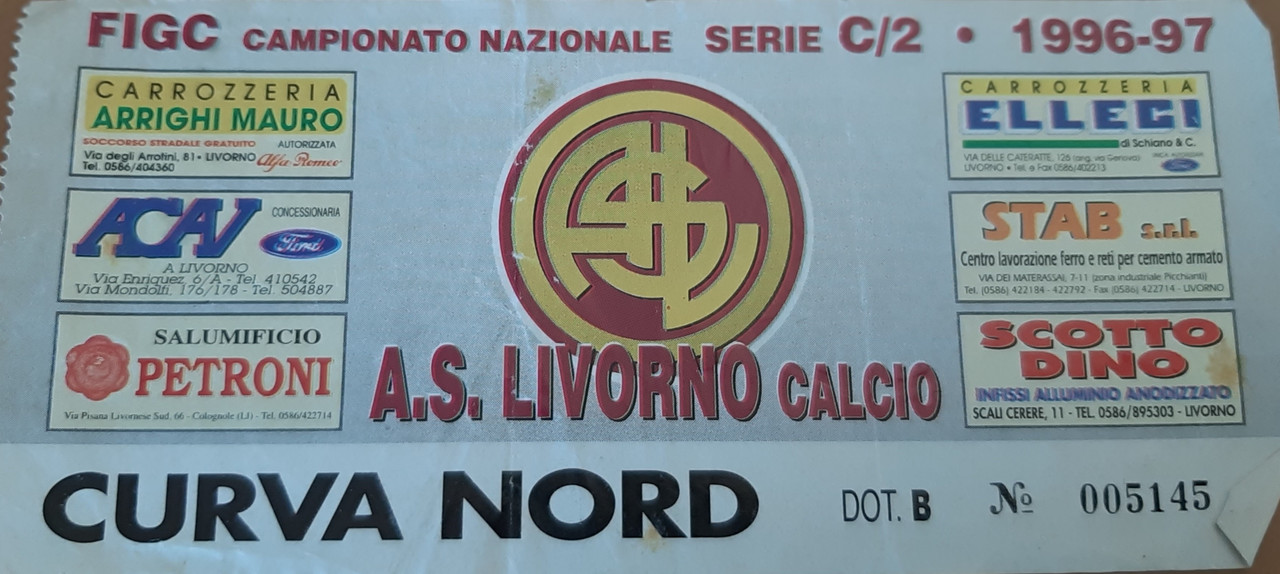 FIGC CAMPIONATO NAZIONALE SERIE C/2 • 1996-97
CARROZZERIA
ARRIGHI MAURO
SOCCORSO STRADALE GRATUITO AUTORIZZATA
Via degli Arrotini, 81 • LIVORNO Alfa Romeo
Tel. 0586/404360
ACAV CONCESSIONARIA
Ford
A LIVORNO
Via Enriquez, 6/A - Tel. 410542
Via Mondolfi, 176/178 - Tel. 504887
SALUMIFICIO
PETRONI
Via Pisana Livornese Sud, 66 - Colognole (LI) - Tel. 0586/422714
A.S. LIVORNO CALCIO
CARROZZERIA
ELLEGI
di Schiano & C.
VIA DELLE CATERATTE, 126 (ang. via Genova)
LIVORNO • Tel. e Fax 0586/402213
Ford
STAB s.r.l.
Centro lavorazione ferro e reti per cemento armato
VIA DEI MATERASSAI, 7-11 (zona industriale Picchianti)
Tel. (0586) 422184 - 422792 - Fax (0586) 422714 - LIVORNO
SCOTTO
DINO
INFISSI ALLUMINIO ANODIZZATO
SCALI CERERE, 11 - TEL. 0586/895303 - LIVORNO
CURVA NORD DOT. B № 005145